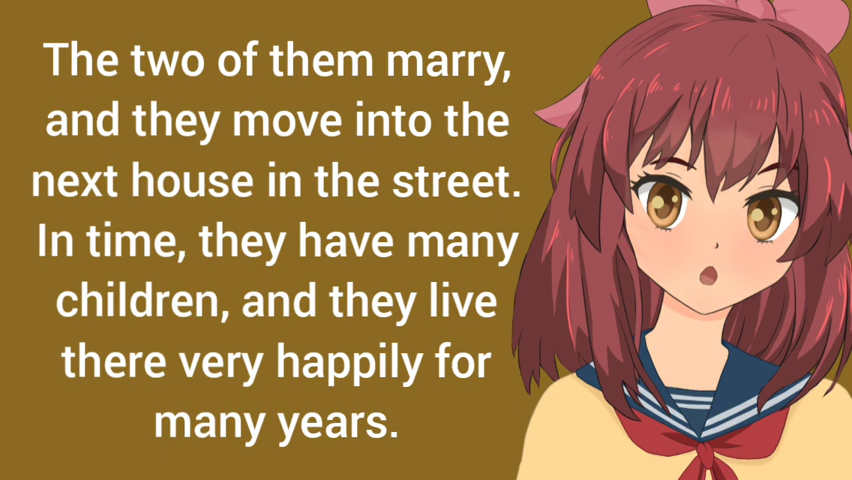 The two of them marry,
and they move into the
next house in the street.
In time, they have many
children, and they live
there very happily for
many years.